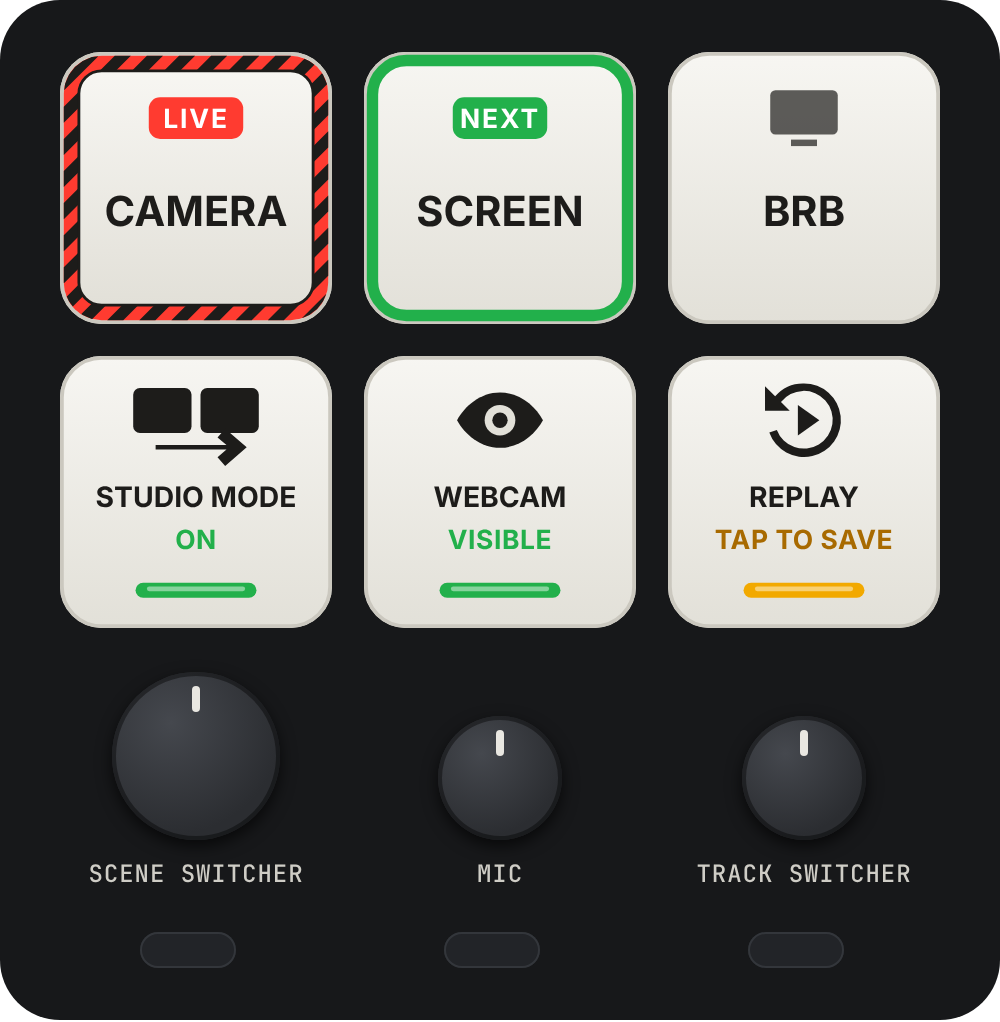 LIVE
NEXT
CAMERA
SCREEN
BRB
STUDIO MODE
ON
WEBCAM
VISIBLE
REPLAY
TAP TO SAVE
SCENE SWITCHER
MIC
TRACK SWITCHER